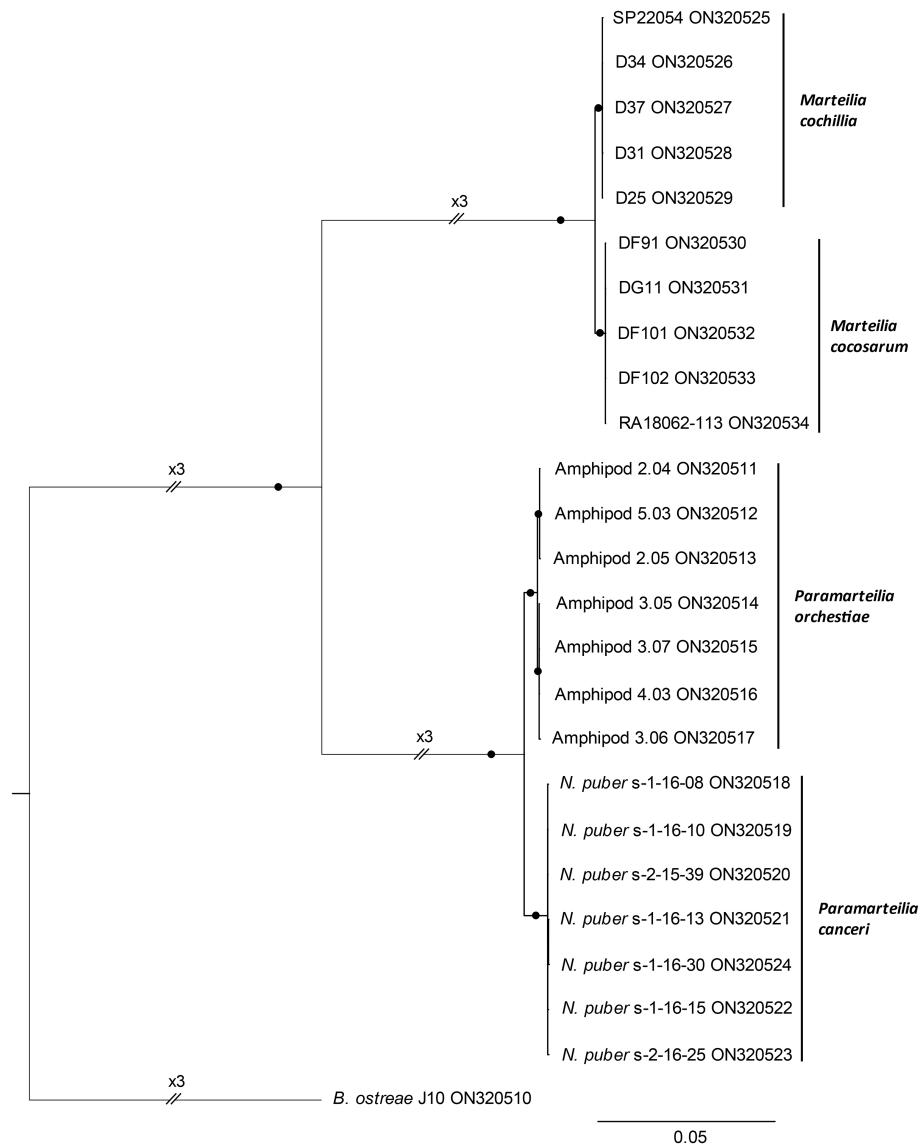 SP22054 ON320525
D34 ON320526
D37 ON320527
D31 ON320528
D25 ON320529
Marteilia
cochillia
x3
DF91 ON320530
DG11 ON320531
DF101 ON320532
DF102 ON320533
RA18062-113 ON320534
Marteilia
cocosarum
x3
Amphipod 2.04 ON320511
Amphipod 5.03 ON320512
Amphipod 2.05 ON320513
Amphipod 3.05 ON320514
Amphipod 3.07 ON320515
Amphipod 4.03 ON320516
Amphipod 3.06 ON320517
Paramarteilia
orchestiae
x3
N. puber s-1-16-08 ON320518
N. puber s-1-16-10 ON320519
N. puber s-2-15-39 ON320520
N. puber s-1-16-13 ON320521
N. puber s-1-16-30 ON320524
N. puber s-1-16-15 ON320522
N. puber s-2-16-25 ON320523
Paramarteilia
canceri
x3
B. ostreae J10 ON320510
0.05